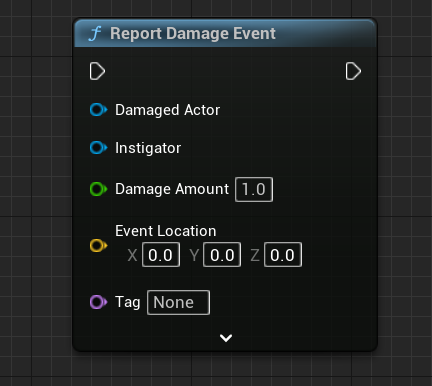 f Report Damage Event
Damaged Actor
Instigator
Damage Amount 1.0
Event Location
X 0.0 Y 0.0 Z 0.0
Tag None